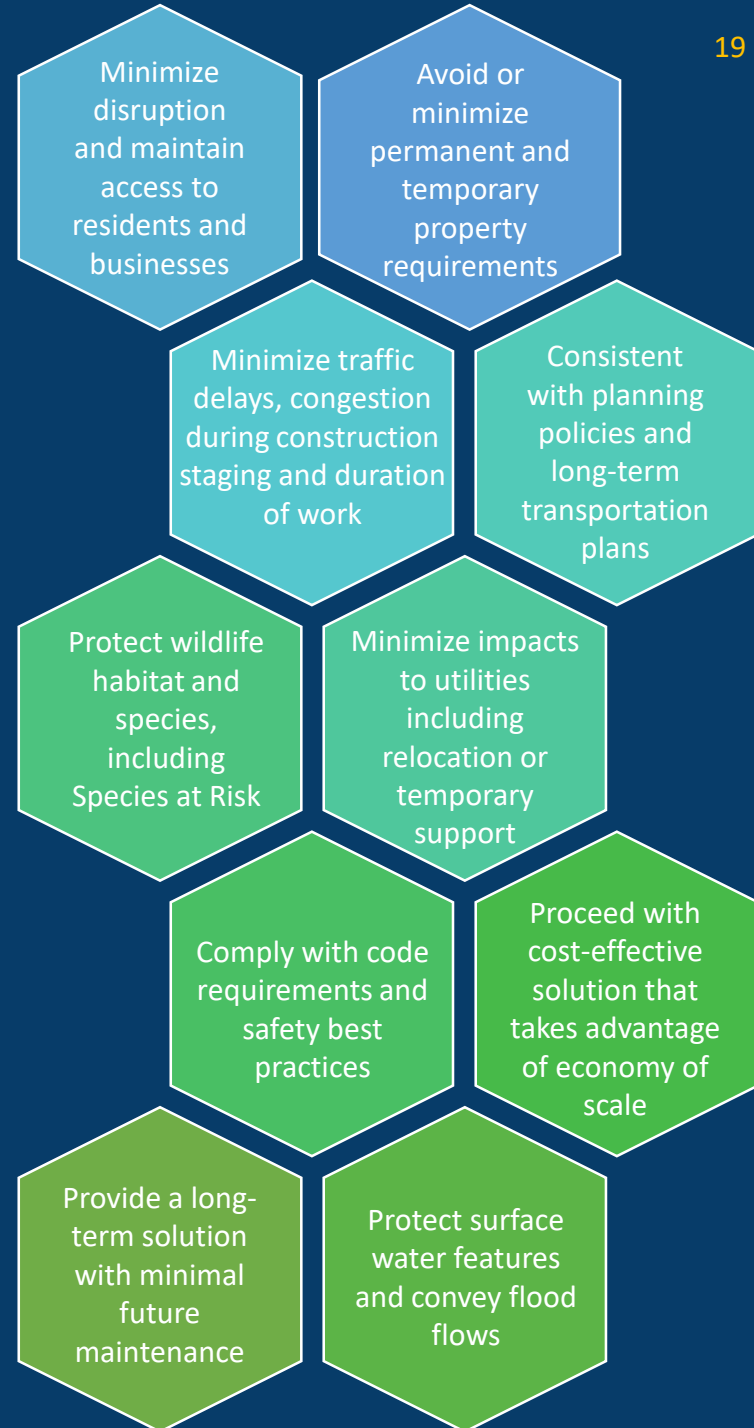 19
Minimize
disruption
and maintain
access to
residents and
businesses
Avoid or
minimize
permanent and
temporary
property
requirements
Minimize traffic
delays, congestion
during construction
staging and duration
of work
Consistent
with planning
policies and
long-term
transportation
plans
Protect wildlife
habitat and
species,
including
Species at Risk
Minimize impacts
to utilities
including
relocation or
temporary
support
Comply with code
requirements and
safety best
practices
Proceed with
cost-effective
solution that
takes advantage
of economy of
scale
Provide a long-
term solution
with minimal
future
maintenance
Protect surface
water features
and convey flood
flows